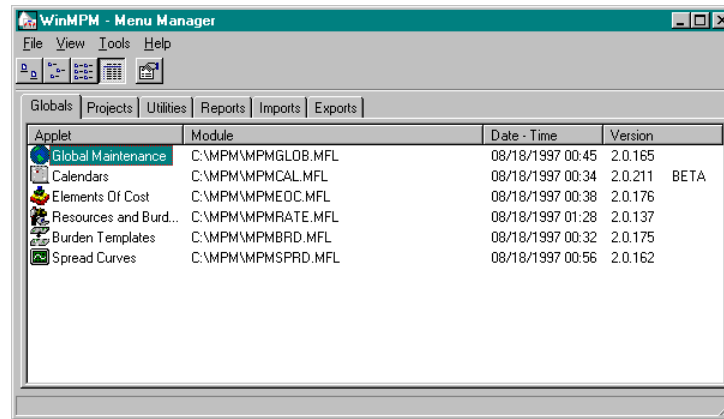 WinMPM - Menu Manager
File View Tools Help
Globals Projects Utilities Reports Imports Exports
Applet Module Date - Time Version
Global Maintenance C:\MPM\MPMGLOB.MFL 08/18/1997 00:45 2.0.165
Calendars C:\MPM\MPMCAL.MFL 08/18/1997 00:34 2.0.211 BETA
Elements Of Cost C:\MPM\MPMEOC.MFL 08/18/1997 00:38 2.0.176
Resources and Burd... C:\MPM\MPMRATE.MFL 08/18/1997 01:28 2.0.137
Burden Templates C:\MPM\MPMBRD.MFL 08/18/1997 00:32 2.0.175
Spread Curves C:\MPM\MPMSPRD.MFL 08/18/1997 00:56 2.0.162